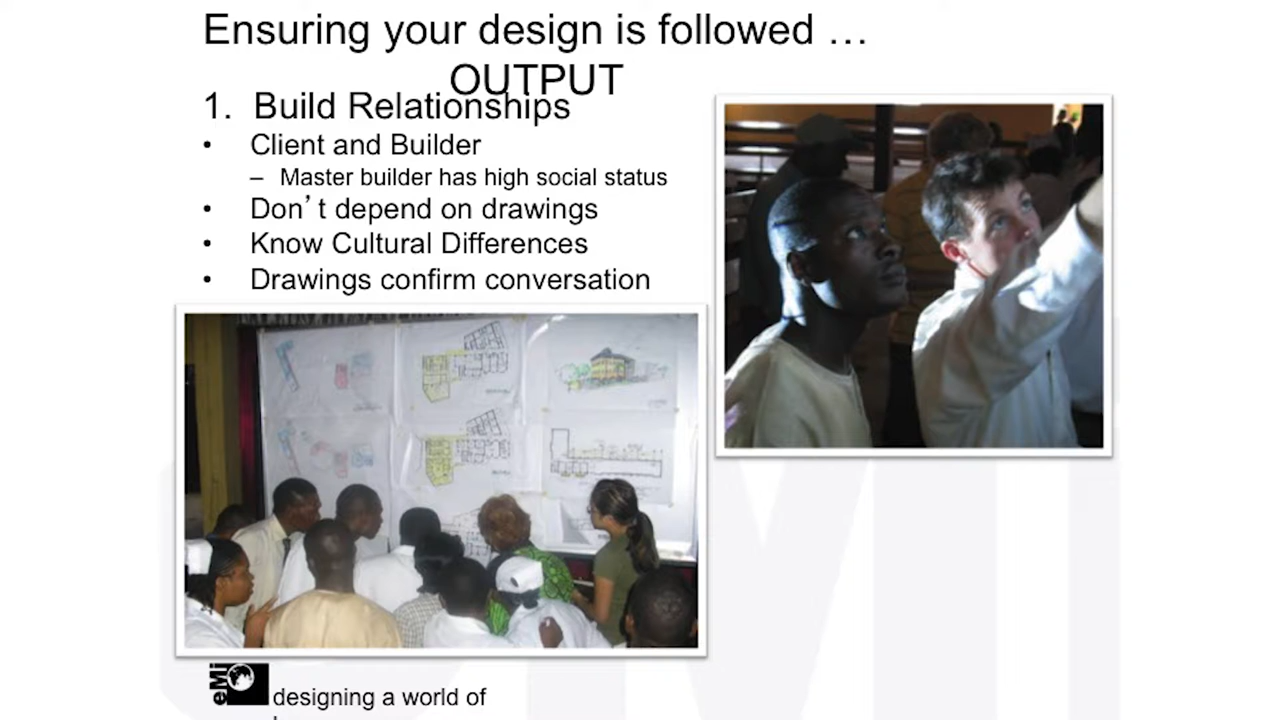 Ensuring your design is followed …
OUTPUT
1. Build Relationships
• Client and Builder
– Master builder has high social status
• Don’t depend on drawings
• Know Cultural Differences
• Drawings confirm conversation
eMi
designing a world of